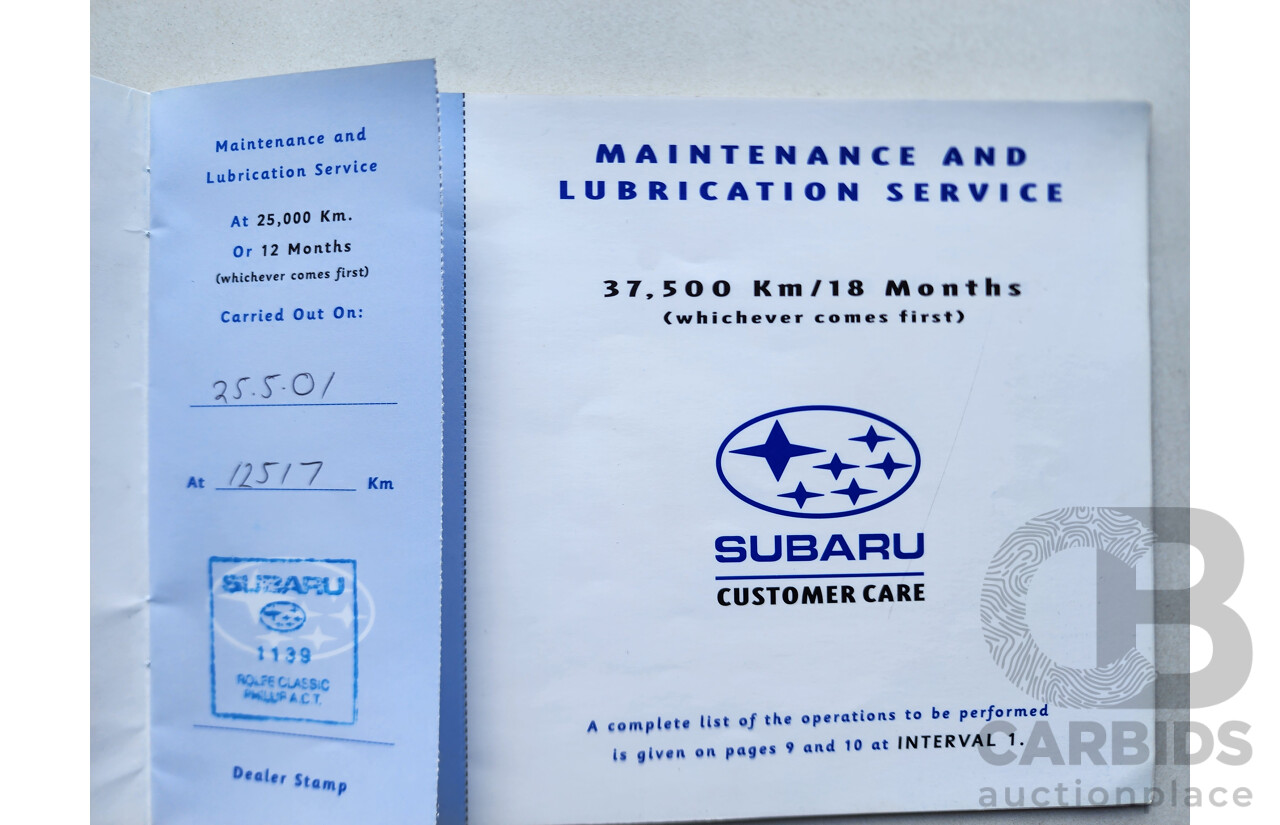 Maintenance and
Lubrication Service
At 25,000 Km.
Or 12 Months
(whichever comes first)
Carried Out On:
25.5.01
At 12517 Km
SUBARU
1139
ROLFE CLASSIC
PHILLIP A.C.T.
Dealer Stamp
MAINTENANCE AND
LUBRICATION SERVICE
37,500 Km/18 Months
(whichever comes first)
SUBARU
CUSTOMER CARE
A complete list of the operations to be performed
is given on pages 9 and 10 at INTERVAL 1.
CB
CARBIDS
auctionplace